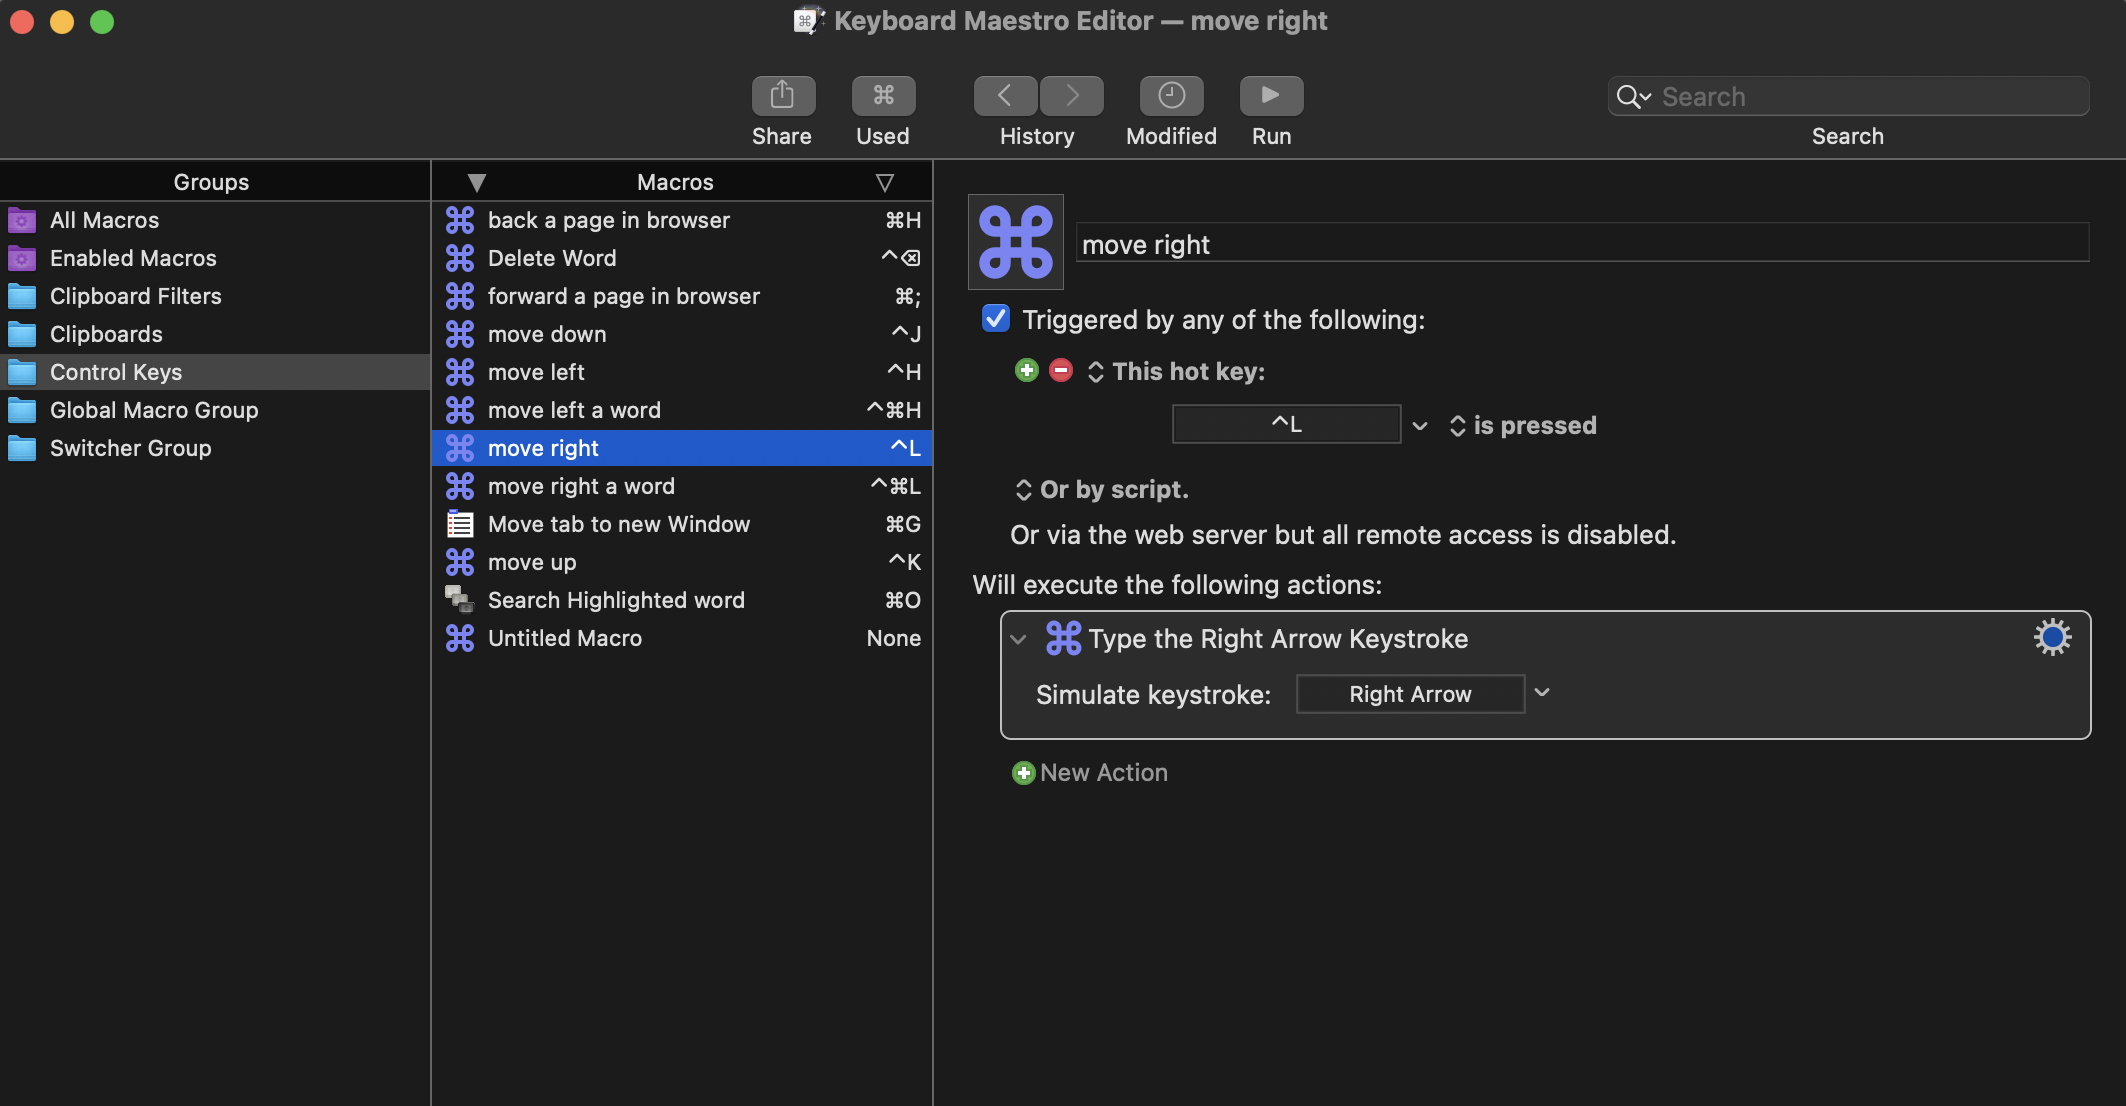 Keyboard Maestro Editor — move right
Share
Used
History
Modified
Run
Search
Search
Groups
All Macros
Enabled Macros
Clipboard Filters
Clipboards
Control Keys
Global Macro Group
Switcher Group
Macros
back a page in browser ⌘H
Delete Word ^⌫
forward a page in browser ⌘;
move down ^J
move left ^H
move left a word ^⌘H
move right ^L
move right a word ^⌘L
Move tab to new Window ⌘G
move up ^K
Search Highlighted word ⌘O
Untitled Macro None
move right
Triggered by any of the following:
This hot key:
^L is pressed
Or by script.
Or via the web server but all remote access is disabled.
Will execute the following actions:
Type the Right Arrow Keystroke
Simulate keystroke: Right Arrow
New Action